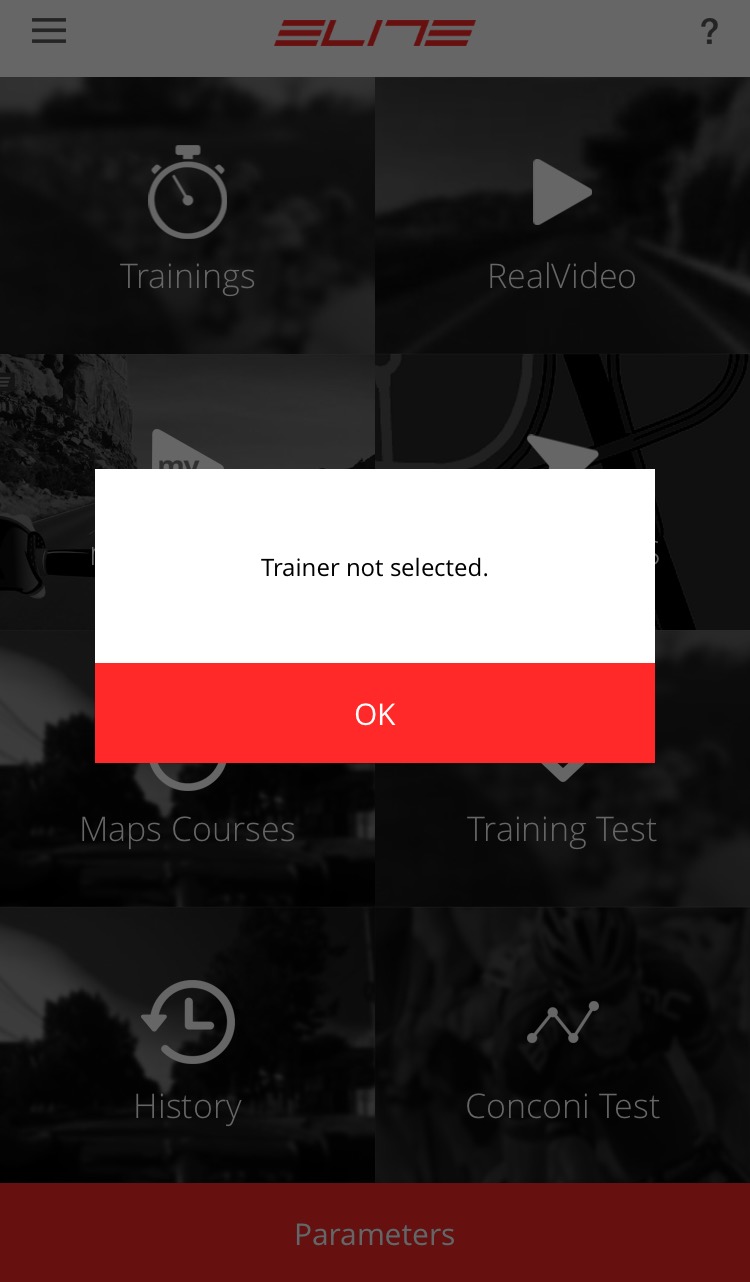 ELITE
?
Trainings
RealVideo
my
Trainer not selected.
OK
Maps Courses
Training Test
History
Conconi Test
Parameters